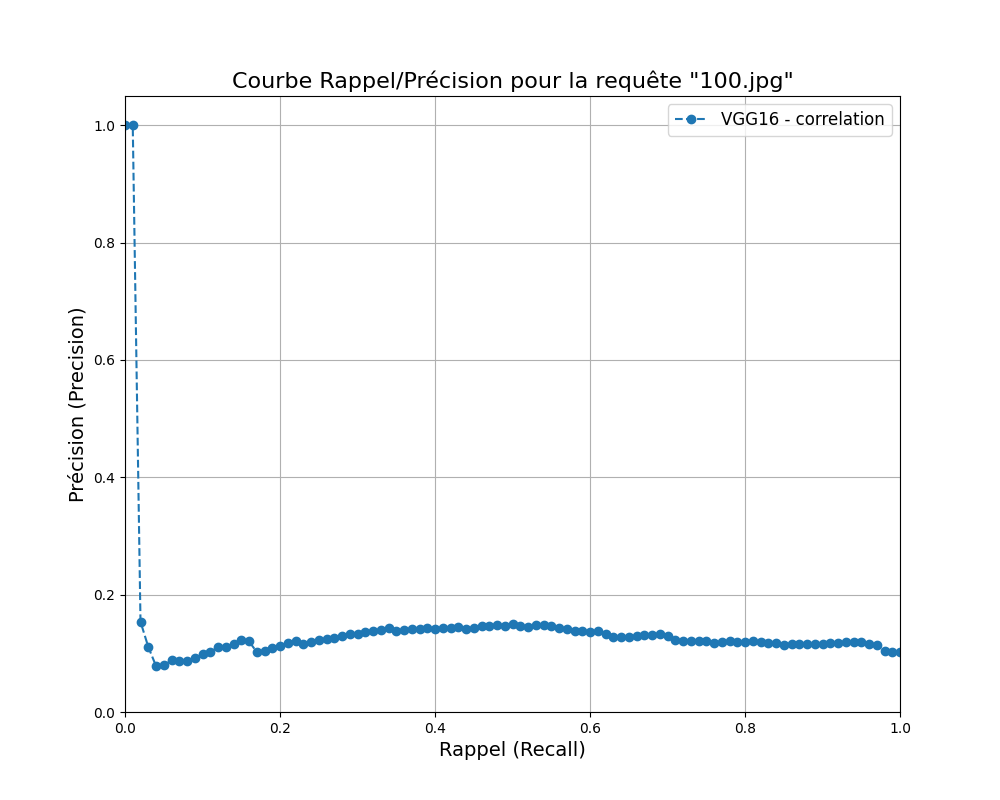 Courbe Rappel/Précision pour la requête "100.jpg"
VGG16 - correlation
1.0
0.8
0.6
0.4
0.2
0.0
Précision (Precision)
0.0 0.2 0.4 0.6 0.8 1.0
Rappel (Recall)